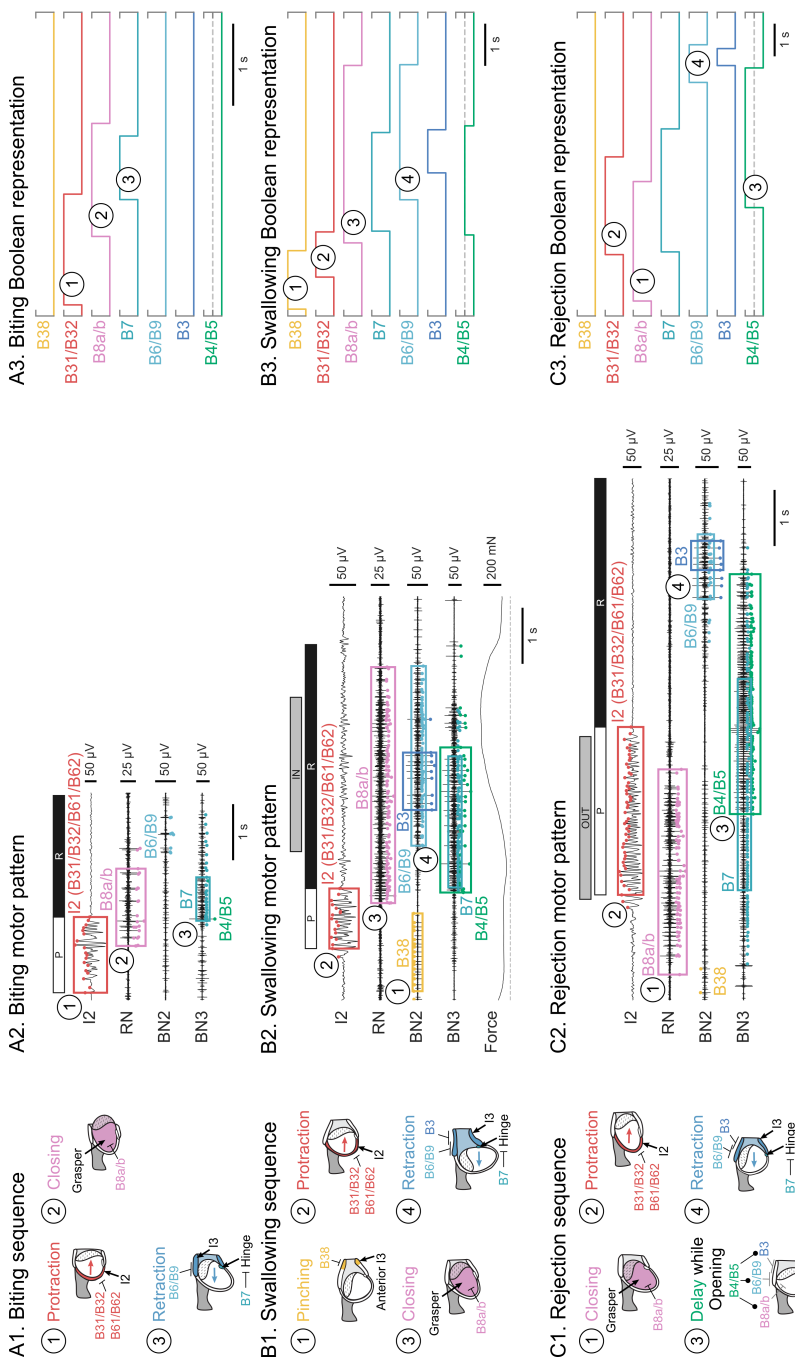 A1. Biting sequence
1 Protraction
B31/B32
B61/B62
I2
2 Closing
Grasper
B8a/b
3 Retraction
B6/B9
I3
B7
Hinge
A2. Biting motor pattern
P
R
1
I2 (B31/B32/B61/B62)
I2
50 µV
2
B8a/b
RN
25 µV
BN2
B6/B9
50 µV
3
B7
BN3
50 µV
B4/B5
1 s
A3. Biting Boolean representation
B38
B31/B32
1
B8a/b
2
B7
3
B6/B9
B3
B4/B5
1 s
B1. Swallowing sequence
1 Pinching
B38
Anterior I3
2 Protraction
B31/B32
B61/B62
I2
3 Closing
Grasper
B8a/b
4 Retraction
B6/B9
B3
I3
B7
Hinge
B2. Swallowing motor pattern
IN
P
R
2
I2 (B31/B32/B61/B62)
I2
50 µV
3
B8a/b
RN
25 µV
1
B38
B6/B9
B3
BN2
50 µV
4
BN3
50 µV
B7
B4/B5
Force
200 mN
1 s
B3. Swallowing Boolean representation
B38
1
B31/B32
2
B8a/b
3
B7
B6/B9
4
B3
B4/B5
1 s
C1. Rejection sequence
1 Closing
Grasper
B8a/b
2 Protraction
B31/B32
B61/B62
I2
3 Delay while
Opening
B4/B5
B8a/b
B6/B9
B3
4 Retraction
B6/B9
B3
I3
B7
Hinge
C2. Rejection motor pattern
OUT
P
R
2
I2 (B31/B32/B61/B62)
I2
50 µV
1
B8a/b
RN
25 µV
B38
B6/B9
4
B3
BN2
50 µV
B7
3
B4/B5
BN3
50 µV
1 s
C3. Rejection Boolean representation
B38
B31/B32
2
B8a/b
1
B7
B6/B9
4
B3
B4/B5
3
1 s